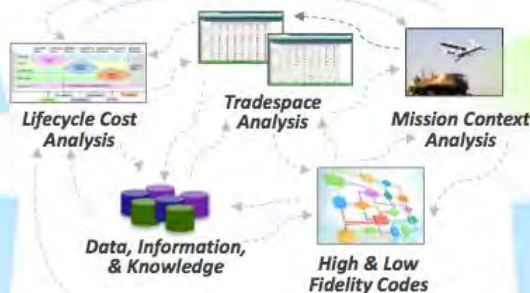 Lifecycle Cost
Analysis
Tradespace
Analysis
Mission Context
Analysis
Data, Information,
& Knowledge
High & Low
Fidelity Codes